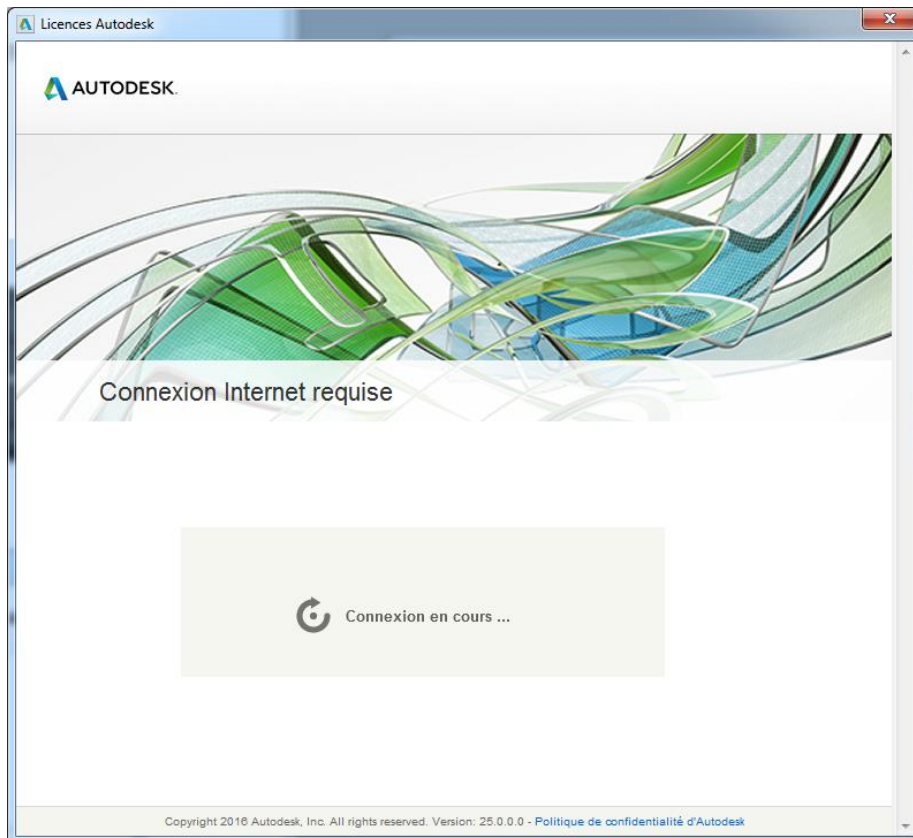 Licences Autodesk
AUTODESK.
Connexion Internet requise
Connexion en cours ...
Copyright 2016 Autodesk, Inc. All rights reserved. Version: 25.0.0.0 - Politique de confidentialité d'Autodesk